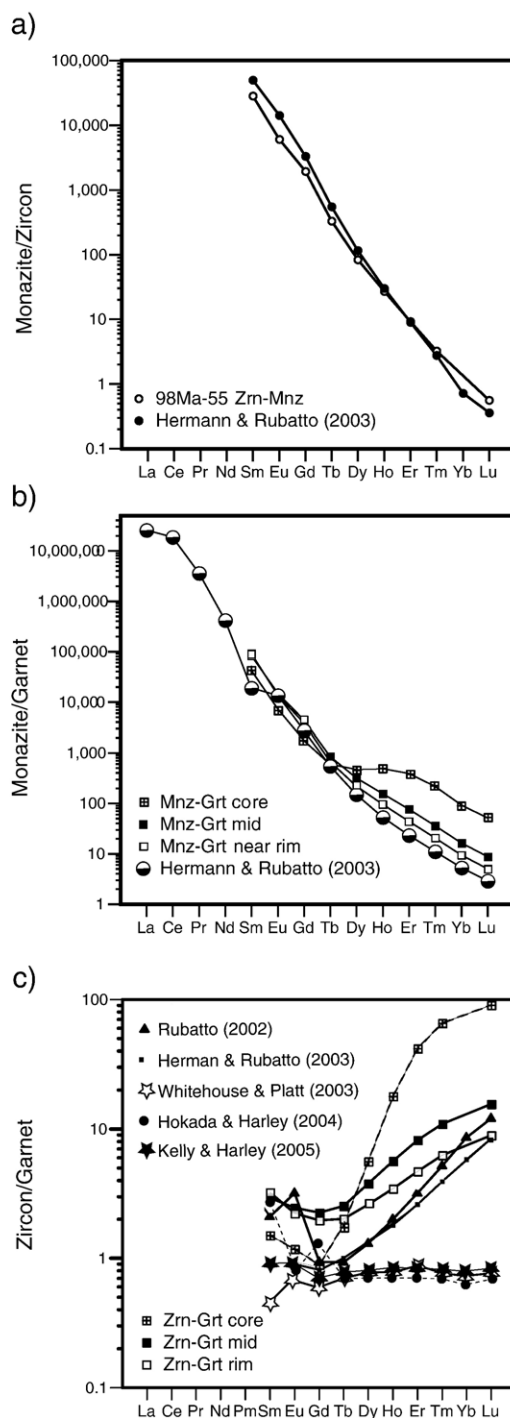 a)
100,000
10,000
1,000
100
10
1
0.1
Monazite/Zircon
98Ma-55 Zrn-Mnz
Hermann & Rubatto (2003)
La Ce Pr Nd Sm Eu Gd Tb Dy Ho Er Tm Yb Lu
b)
10,000,000
1,000,000
100,000
10,000
1,000
100
10
1
Monazite/Garnet
Mnz-Grt core
Mnz-Grt mid
Mnz-Grt near rim
Hermann & Rubatto (2003)
La Ce Pr Nd Sm Eu Gd Tb Dy Ho Er Tm Yb Lu
c)
100
10
1
0.1
Zircon/Garnet
Rubatto (2002)
Herman & Rubatto (2003)
Whitehouse & Platt (2003)
Hokada & Harley (2004)
Kelly & Harley (2005)
Zrn-Grt core
Zrn-Grt mid
Zrn-Grt rim
La Ce Pr Nd Pm Sm Eu Gd Tb Dy Ho Er Tm Yb Lu